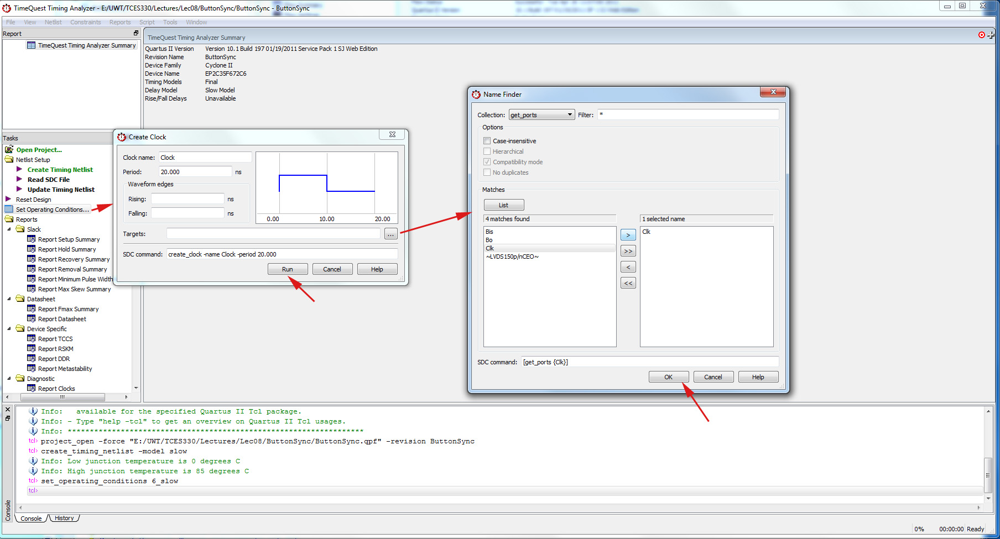 TimeQuest Timing Analyzer - E:/UWT/TCES330/Lectures/Lec08/ButtonSync/ButtonSync - ButtonSync
File View Netlist Constraints Reports Script Tools Window
Report
TimeQuest Timing Analyzer Summary
TimeQuest Timing Analyzer Summary
Quartus II Version Version 10.1 Build 197 01/19/2011 Service Pack 1 SJ Web Edition
Revision Name ButtonSync
Device Family Cyclone II
Device Name EP2C35F672C6
Timing Models Final
Delay Model Slow Model
Rise/Fall Delays Unavailable
Tasks
Open Project...
Netlist Setup
Create Timing Netlist
Read SDC File
Update Timing Netlist
Reset Design
Set Operating Conditions...
Reports
Slack
Report Setup Summary
Report Hold Summary
Report Recovery Summary
Report Removal Summary
Report Minimum Pulse Width
Report Max Skew Summary
Datasheet
Report Fmax Summary
Report Datasheet
Device Specific
Report TCCS
Report RSKM
Report DDR
Report Metastability
Diagnostic
Report Clocks
Create Clock
Clock name: Clock
Period: 20.000 ns
Waveform edges
Rising: ns
Falling: ns
0.00 10.00 20.00
Targets: ...
SDC command: create_clock -name Clock -period 20.000
Run Cancel Help
Name Finder
Collection: get_ports Filter: *
Options
Case-insensitive
Hierarchical
Compatibility mode
No duplicates
Matches
List
4 matches found
Bis
Bo
Clk
~LVDS150p/nCEO~
>
>>
<
<<
1 selected name
Clk
SDC command: [get_ports {Clk}]
OK Cancel Help
Info: available for the specified Quartus II Tcl package.
Info: - Type "help -tcl" to get an overview on Quartus II Tcl usages.
Info: *******************************************************************
tcl> project_open -force "E:/UWT/TCES330/Lectures/Lec08/ButtonSync/ButtonSync.qpf" -revision ButtonSync
tcl> create_timing_netlist -model slow
Info: Low junction temperature is 0 degrees C
Info: High junction temperature is 85 degrees C
tcl> set_operating_conditions 6_slow
tcl>
Console
Console History
0% 00:00:00 Ready